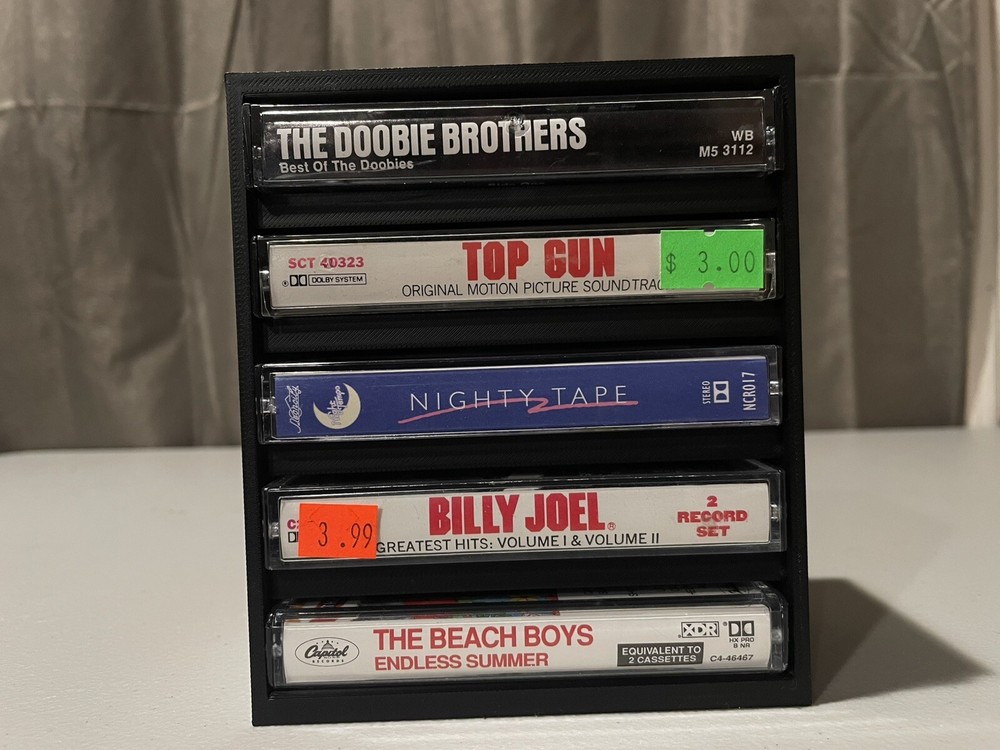 THE DOOBIE BROTHERS
Best Of The Doobies
WB
M5 3112
SCT 40323
DOLBY SYSTEM
TOP GUN
ORIGINAL MOTION PICTURE SOUNDTRAC
$ 3.00
NIGHTY TAPE
STEREO
NCR017
3.99
BILLY JOEL®
GREATEST HITS: VOLUME I & VOLUME II
2
RECORD
SET
Capitol
RECORDS
THE BEACH BOYS
ENDLESS SUMMER
EQUIVALENT TO
2 CASSETTES
XDR
HX PRO
B NR
C4-46467